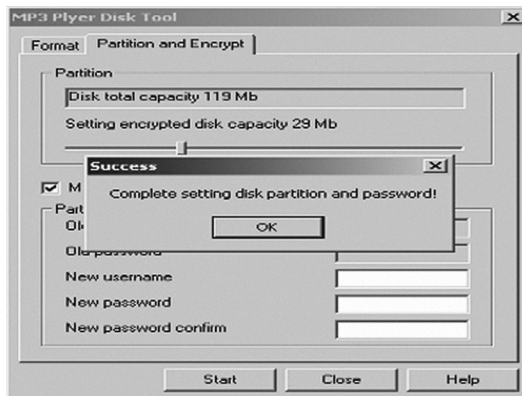 MP3 Plyer Disk Tool
Format Partition and Encrypt
Partition
Disk total capacity 119 Mb
Setting encrypted disk capacity 29 Mb
Success
Complete setting disk partition and password!
OK
M
Part
Ol
Old password
New username
New password
New password confirm
Start Close Help